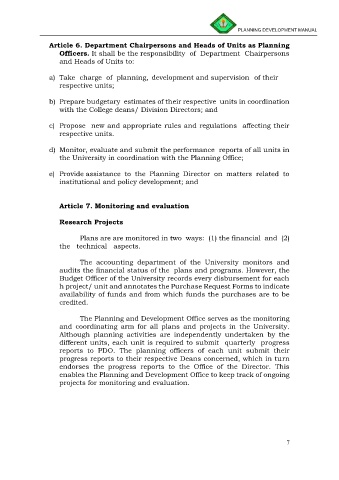 PLANNING DEVELOPMENT MANUAL
Article 6. Department Chairpersons and Heads of Units as Planning
Officers. It shall be the responsibility of Department Chairpersons
and Heads of Units to:
a) Take charge of planning, development and supervision of their
respective units;
b) Prepare budgetary estimates of their respective units in coordination
with the College deans/ Division Directors; and
c) Propose new and appropriate rules and regulations affecting their
respective units.
d) Monitor, evaluate and submit the performance reports of all units in
the University in coordination with the Planning Office;
e) Provide assistance to the Planning Director on matters related to
institutional and policy development; and
Article 7. Monitoring and evaluation
Research Projects
Plans are are monitored in two ways: (1) the financial and (2)
the technical aspects.
The accounting department of the University monitors and
audits the financial status of the plans and programs. However, the
Budget Officer of the University records every disbursement for each
h project/ unit and annotates the Purchase Request Forms to indicate
availability of funds and from which funds the purchases are to be
credited.
The Planning and Development Office serves as the monitoring
and coordinating arm for all plans and projects in the University.
Although planning activities are independently undertaken by the
different units, each unit is required to submit quarterly progress
reports to PDO. The planning officers of each unit submit their
progress reports to their respective Deans concerned, which in turn
endorses the progress reports to the Office of the Director. This
enables the Planning and Development Office to keep track of ongoing
projects for monitoring and evaluation.
7